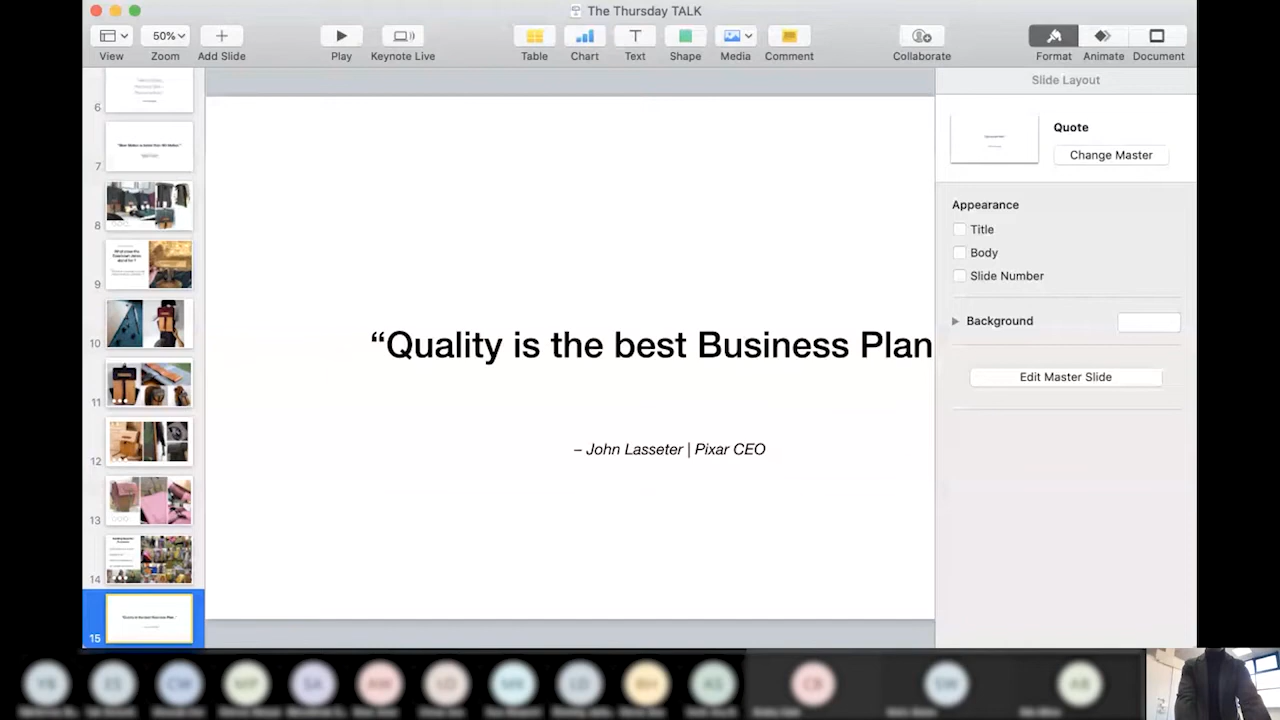 The Thursday TALK
50%
View
Zoom
Add Slide
Play
Keynote Live
Table
Chart
Text
Shape
Media
Comment
Collaborate
Format
Animate
Document
Slide Layout
Quote
Change Master
Appearance
Title
Body
Slide Number
Background
Edit Master Slide
6
7
8
9
10
11
12
13
14
15
“Quality is the best Business Plan
– John Lasseter | Pixar CEO